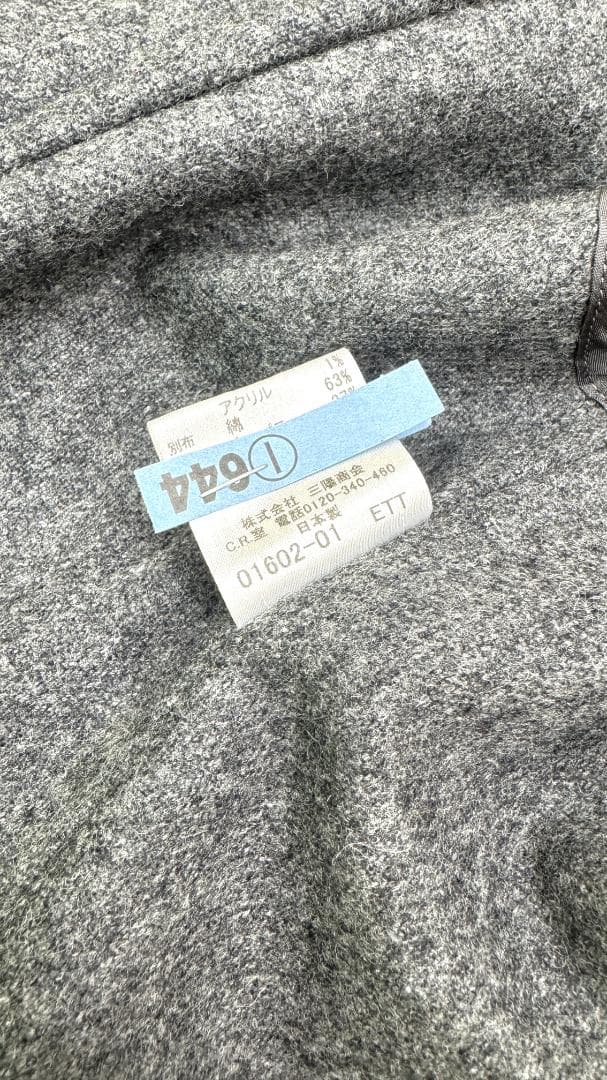 アクリル 1%
別布 綿 63%
①644
株式会社 三陽商会
C.R.室 電話0120-340-460
日本製
01602-01 ETT